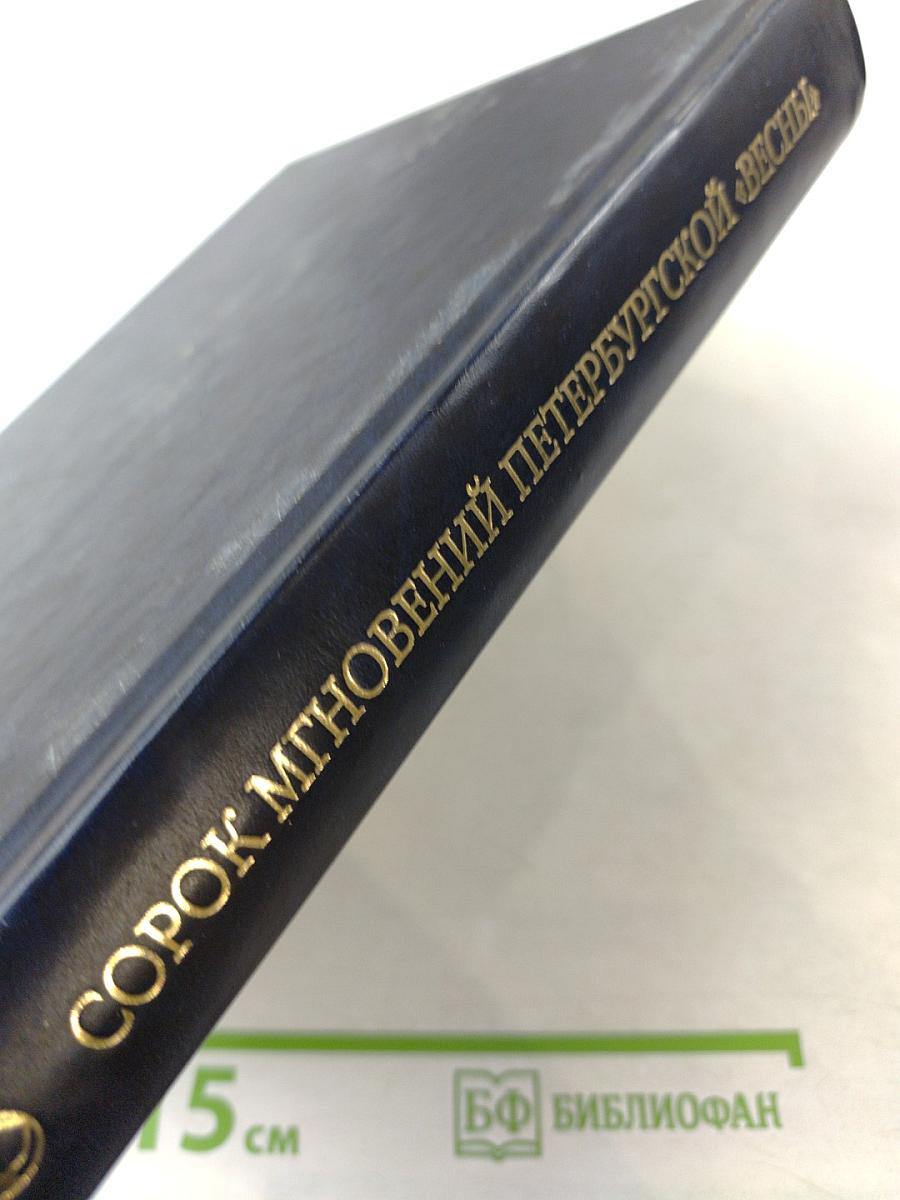 СОРОК МГНОВЕНИЙ ПЕТЕРБУРГСКОЙ «ВЕСНЫ»
15 см
БФ БИБЛИОФАН